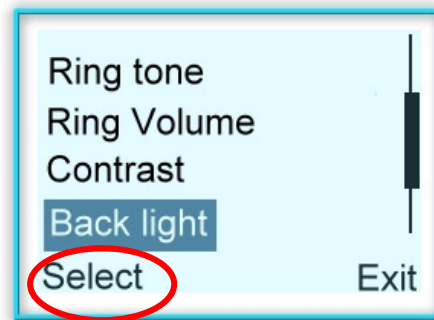 Ring tone
Ring Volume
Contrast
Back light
Select Exit